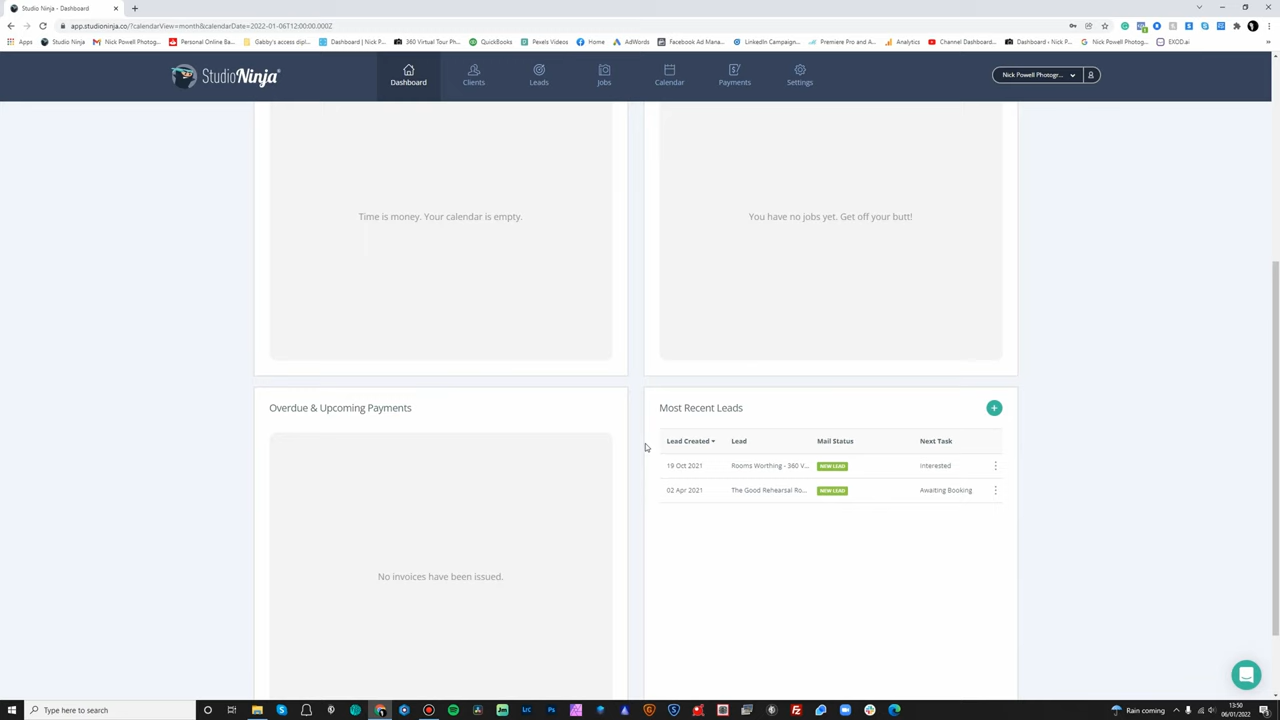 Studio Ninja - Dashboard
app.studioninja.co/?calendarView=month&calendarDate=2022-01-06T12:00:00.000Z
Apps Studio Ninja Nick Powell Photog... Personal Online Ba... Gabby's access dipl... Dashboard | Nick P... 360 Virtual Tour Ph... QuickBooks Pexels Videos Home AdWords Facebook Ad Mana... LinkedIn Campaign... Premiere Pro and A... Analytics Channel Dashboard... Dashboard ‹ Nick P... Nick Powell Photog... EXOD.ai
StudioNinja
Dashboard Clients Leads Jobs Calendar Payments Settings
Nick Powell Photogr...
Time is money. Your calendar is empty.
You have no jobs yet. Get off your butt!
Overdue & Upcoming Payments
No invoices have been issued.
Most Recent Leads
Lead Created Lead Mail Status Next Task
19 Oct 2021 Rooms Worthing - 360 V... NEW LEAD Interested
02 Apr 2021 The Good Rehearsal Ro... NEW LEAD Awaiting Booking
Type here to search
Rain coming
13:50
06/01/2022